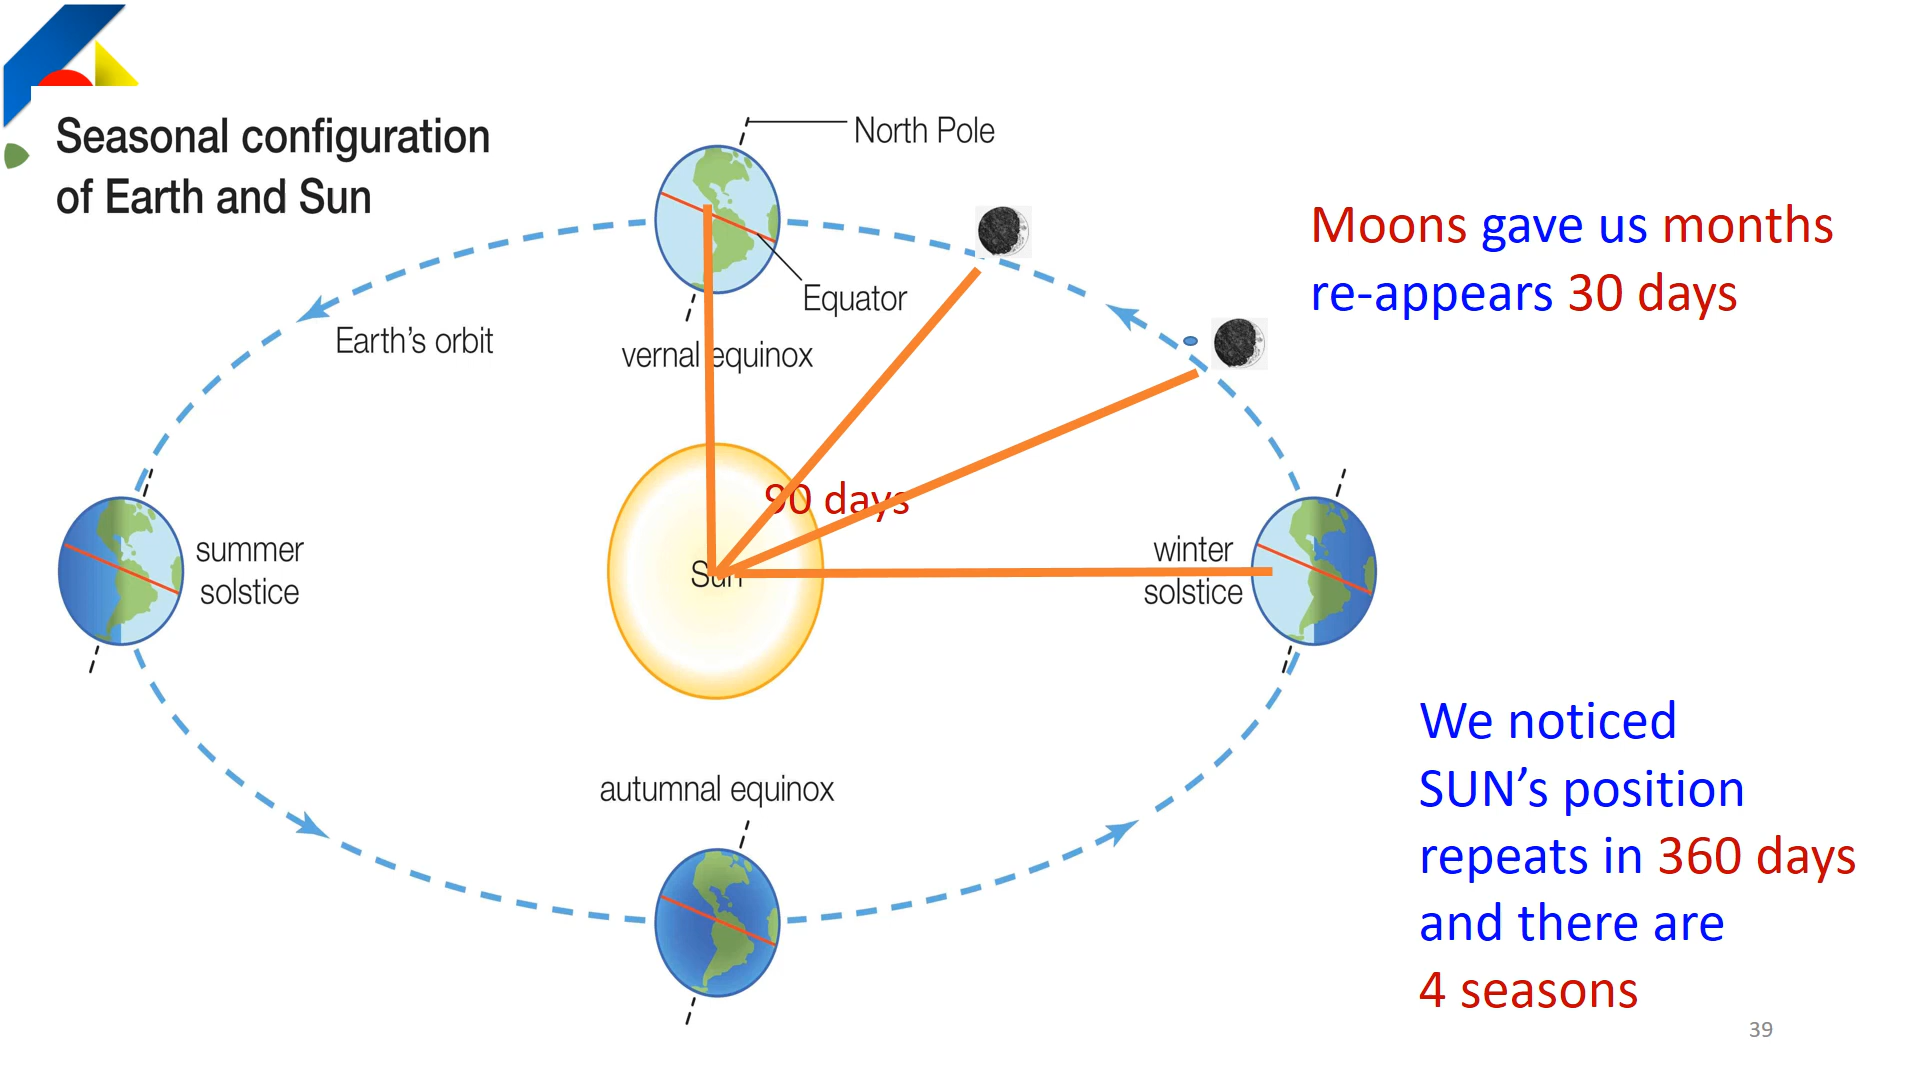 Seasonal configuration
of Earth and Sun
North Pole
Equator
Earth's orbit
vernal equinox
Moons gave us months
re-appears 30 days
90 days
Sun
summer
solstice
winter
solstice
autumnal equinox
We noticed
SUN’s position
repeats in 360 days
and there are
4 seasons
39